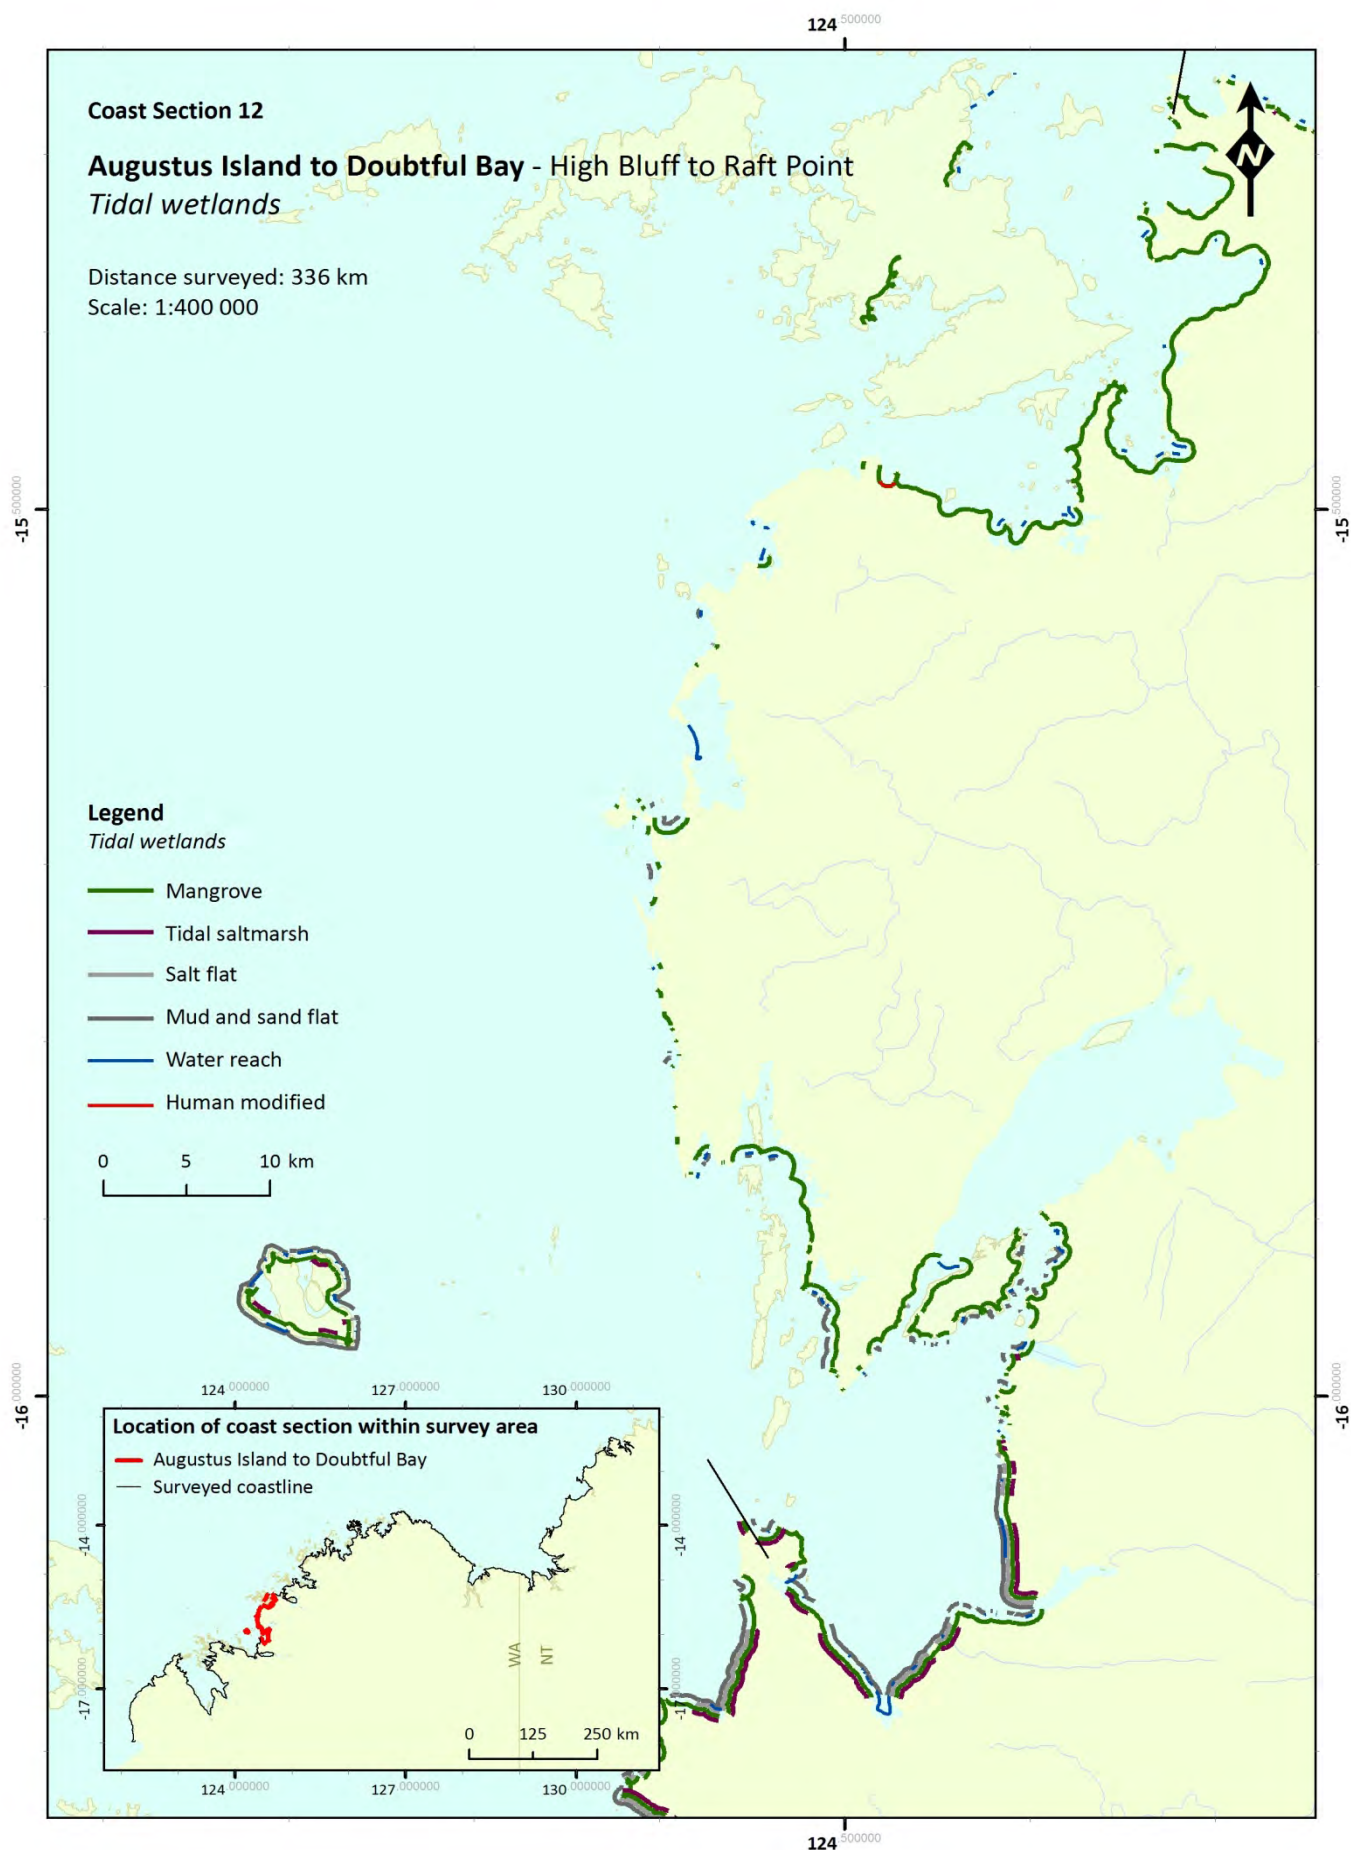 124 500000
Coast Section 12
Augustus Island to Doubtful Bay - High Bluff to Raft Point
Tidal wetlands
Distance surveyed: 336 km
Scale: 1:400 000
N
-15 500000
-15 500000
Legend
Tidal wetlands
Mangrove
Tidal saltmarsh
Salt flat
Mud and sand flat
Water reach
Human modified
0 5 10 km
-16 000000
-16 000000
124 000000 127 000000 130 000000
Location of coast section within survey area
Augustus Island to Doubtful Bay
Surveyed coastline
-14 000000
-14 000000
WA
NT
-17 000000
-17 000000
0 125 250 km
124 000000 127 000000 130 000000
124 500000